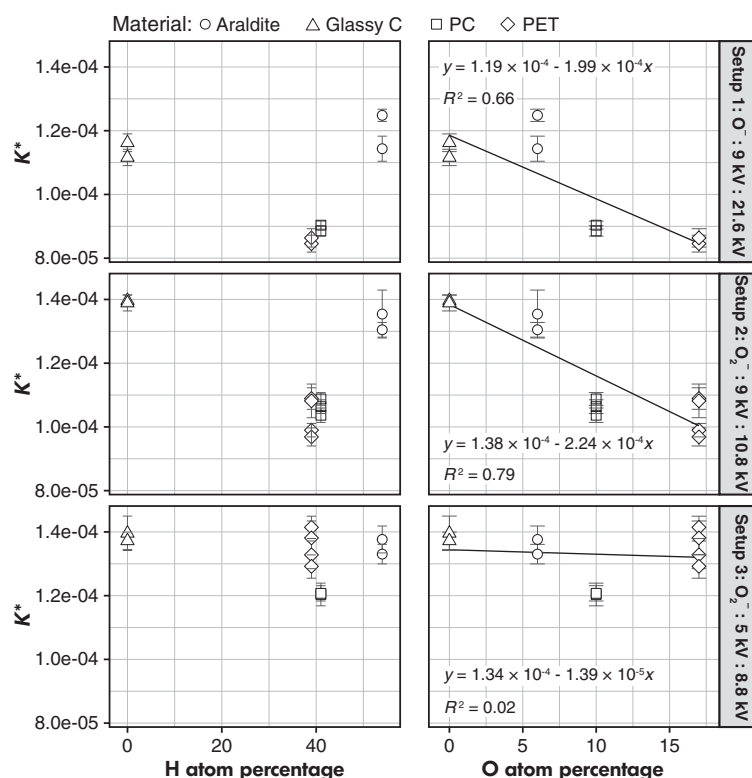 Material: ○ Araldite △ Glassy C □ PC ◇ PET
K*
1.4e-04
1.2e-04
1.0e-04
8.0e-05
y = 1.19 × 10⁻⁴ - 1.99 × 10⁻⁴x
R² = 0.66
Setup 1: O⁻ : 9 kV : 21.6 kV
K*
1.4e-04
1.2e-04
1.0e-04
8.0e-05
y = 1.38 × 10⁻⁴ - 2.24 × 10⁻⁴x
R² = 0.79
Setup 2: O₂⁻ : 9 kV : 10.8 kV
K*
1.4e-04
1.2e-04
1.0e-04
8.0e-05
y = 1.34 × 10⁻⁴ - 1.39 × 10⁻⁵x
R² = 0.02
Setup 3: O₂⁻ : 5 kV : 8.8 kV
0 20 40
H atom percentage
0 5 10 15
O atom percentage